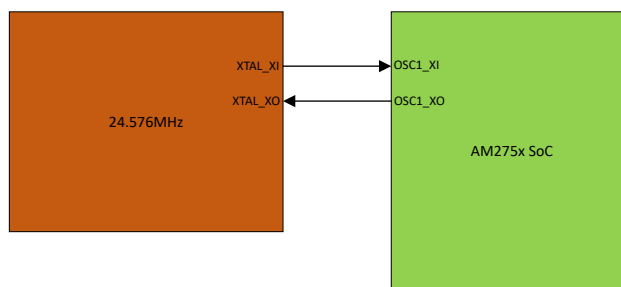 XTAL_XI
OSC1_XI
XTAL_XO
OSC1_XO
24.576MHz
AM275x SoC